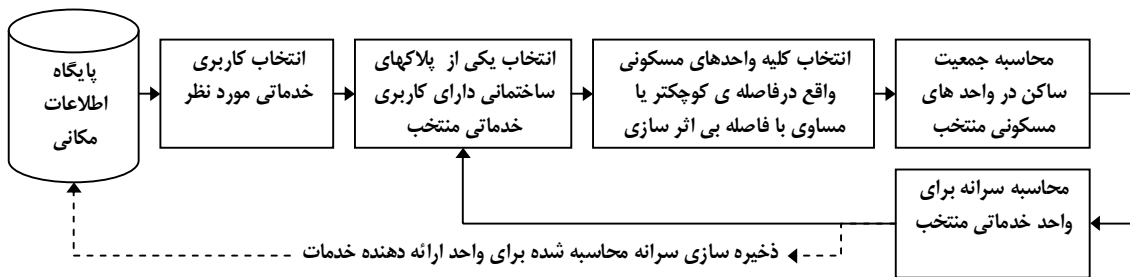 پایگاه
اطلاعات
مکانی
انتخاب کاربری
خدماتی مورد نظر
انتخاب یکی از پلاکهای
ساختمانی دارای کاربری
خدماتی منتخب
انتخاب کلیه واحدهای مسکونی
واقع درفاصله ی کوچکتر یا
مساوی با فاصله بی اثر سازی
محاسبه جمعیت
ساکن در واحد های
مسکونی منتخب
محاسبه سرانه برای
واحد خدماتی منتخب
ذخیره سازی سرانه محاسبه شده برای واحد ارائه دهنده خدمات